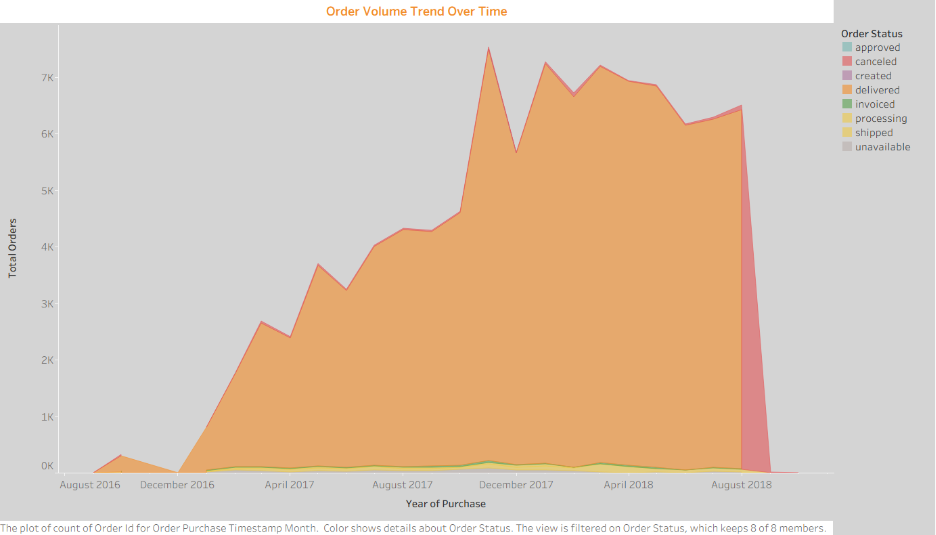 Order Volume Trend Over Time
Order Status
approved
canceled
created
delivered
invoiced
processing
shipped
unavailable
Total Orders
7K
6K
5K
4K
3K
2K
1K
0K
August 2016 December 2016 April 2017 August 2017 December 2017 April 2018 August 2018
Year of Purchase
The plot of count of Order Id for Order Purchase Timestamp Month. Color shows details about Order Status. The view is filtered on Order Status, which keeps 8 of 8 members.